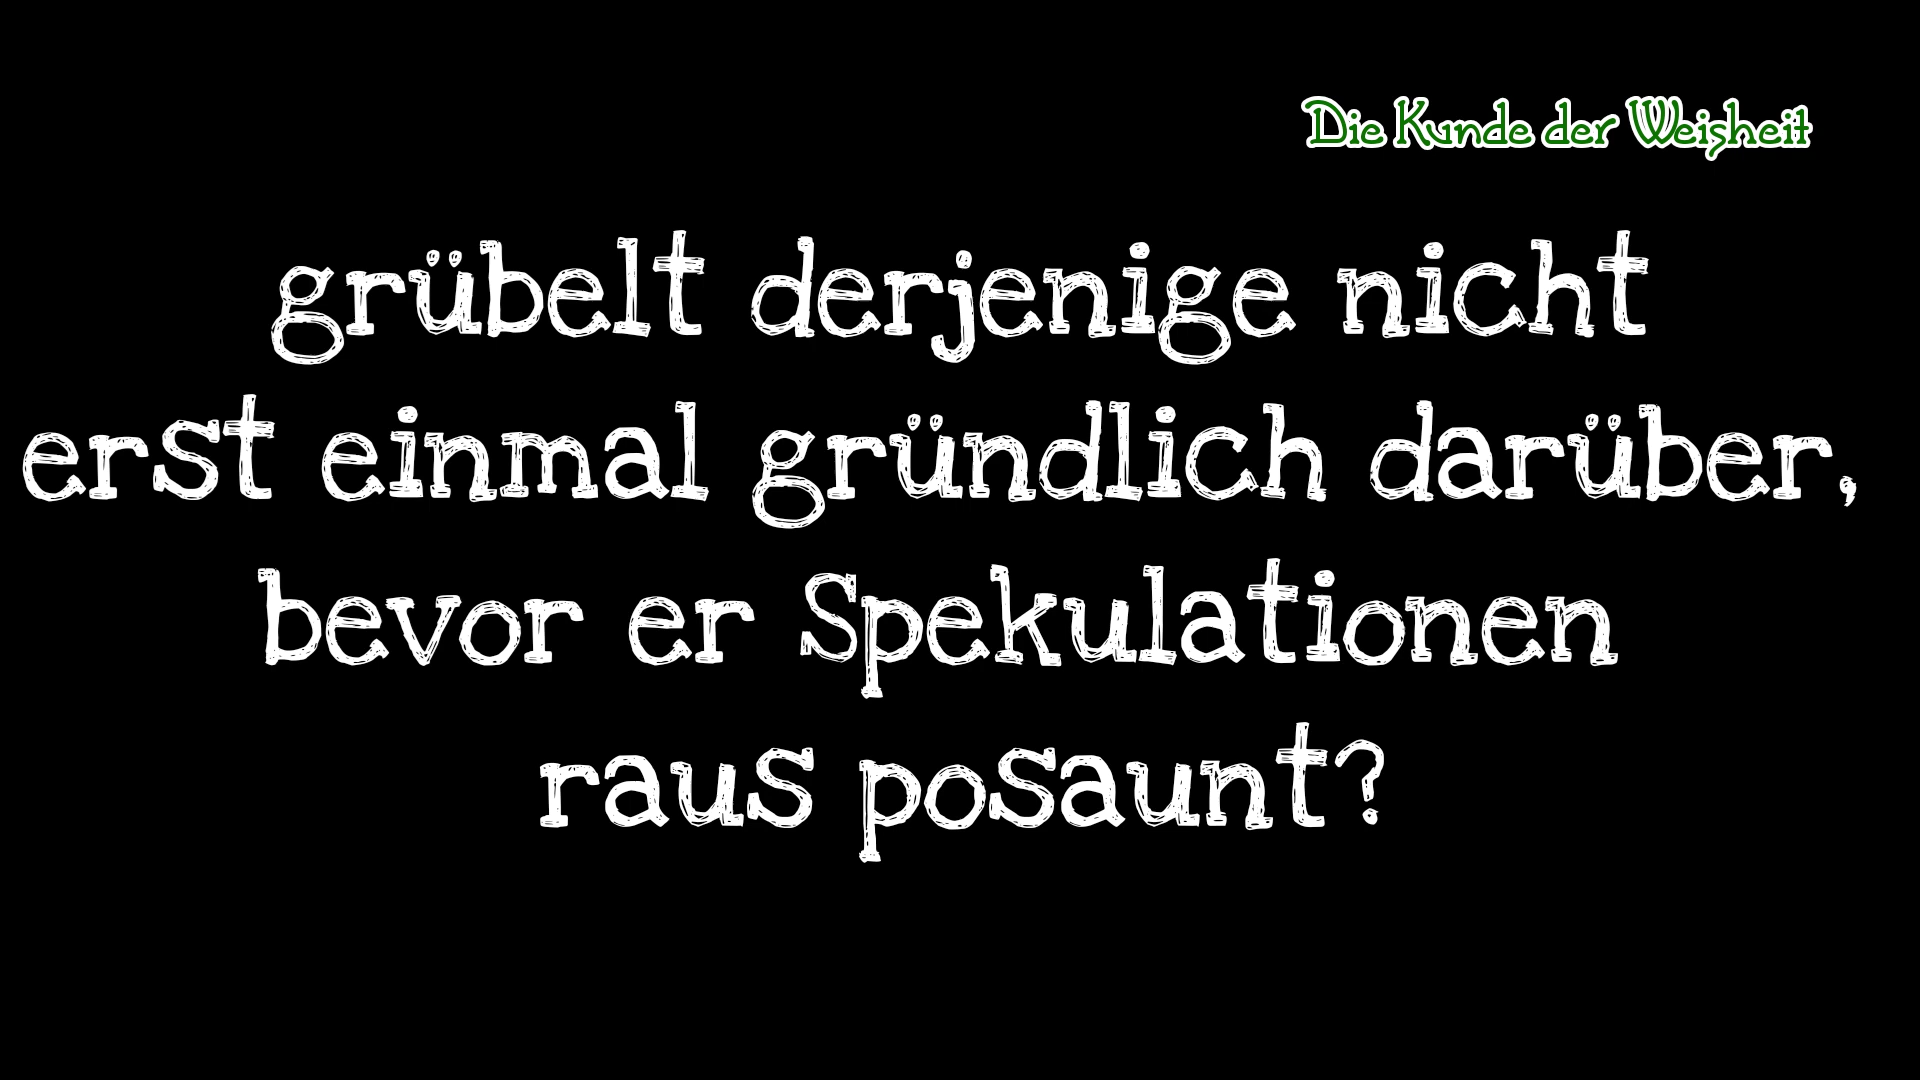 Die Kunde der Weisheit
grübelt derjenige nicht
erst einmal gründlich darüber,
bevor er Spekulationen
raus posaunt?